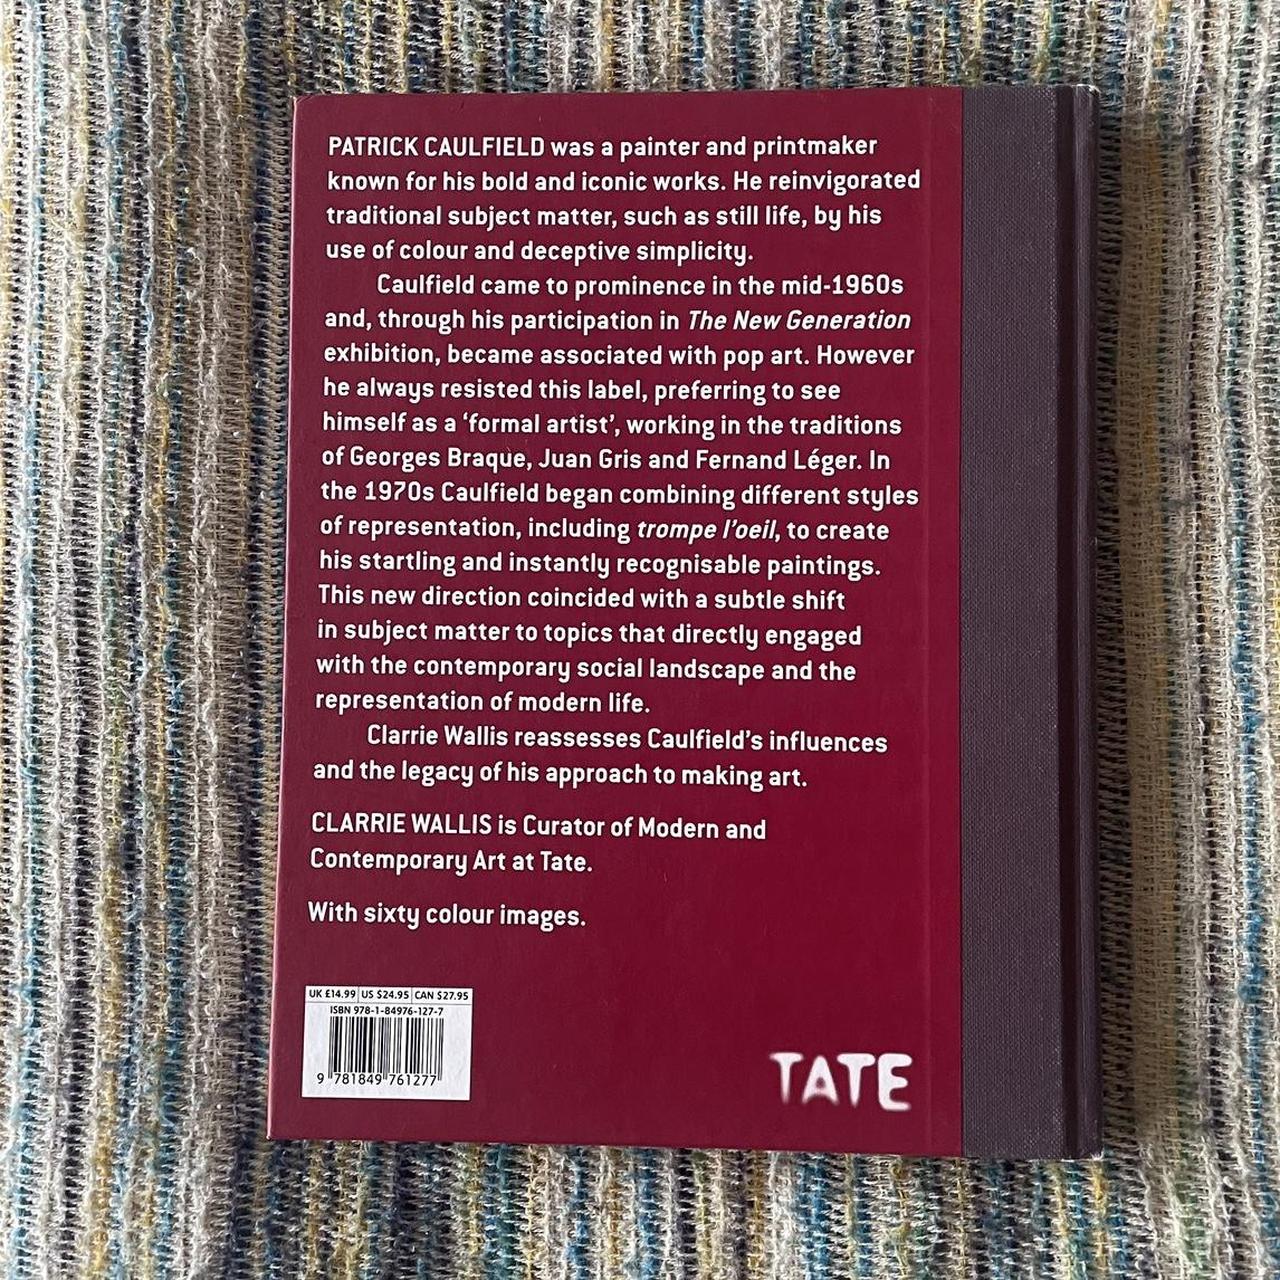 PATRICK CAULFIELD was a painter and printmaker
known for his bold and iconic works. He reinvigorated
traditional subject matter, such as still life, by his
use of colour and deceptive simplicity.
Caulfield came to prominence in the mid-1960s
and, through his participation in The New Generation
exhibition, became associated with pop art. However
he always resisted this label, preferring to see
himself as a ‘formal artist’, working in the traditions
of Georges Braque, Juan Gris and Fernand Léger. In
the 1970s Caulfield began combining different styles
of representation, including trompe l’oeil, to create
his startling and instantly recognisable paintings.
This new direction coincided with a subtle shift
in subject matter to topics that directly engaged
with the contemporary social landscape and the
representation of modern life.
Clarrie Wallis reassesses Caulfield’s influences
and the legacy of his approach to making art.
CLARRIE WALLIS is Curator of Modern and
Contemporary Art at Tate.
With sixty colour images.
UK £14.99 US $24.95 CAN $27.95
ISBN 978-1-84976-127-7
9 781849 761277
TATE